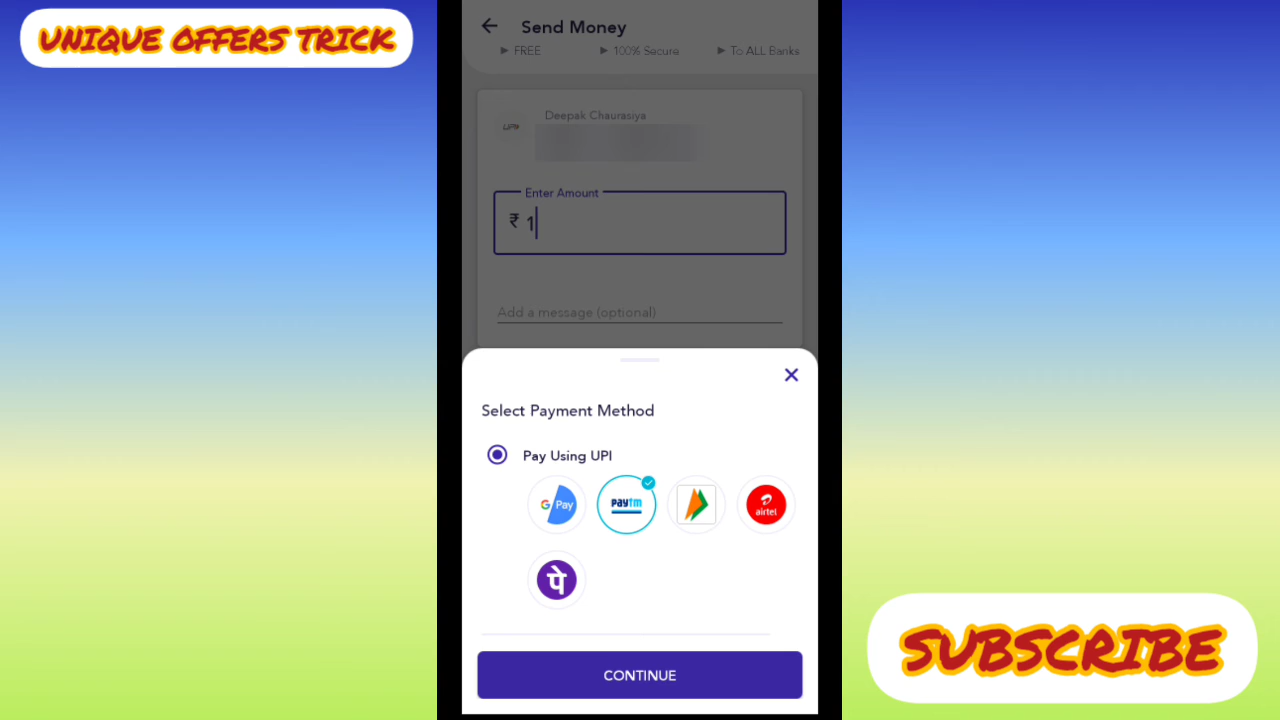 UNIQUE OFFERS TRICK
Send Money
FREE 100% Secure To ALL Banks
Deepak Chaurasiya
UPI
Enter Amount
₹ 1
Add a message (optional)
Select Payment Method
Pay Using UPI
G Pay
paytm
airtel
पे
CONTINUE
SUBSCRIBE